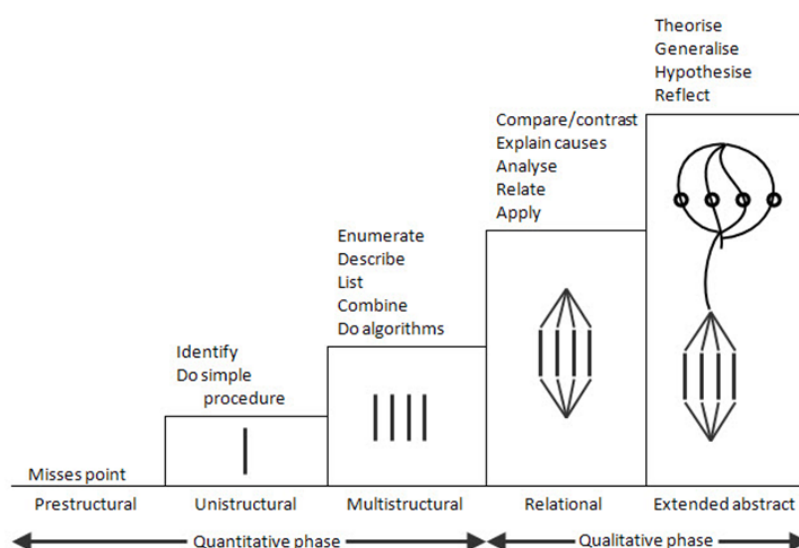 Theorise
Generalise
Hypothesise
Reflect
Compare/contrast
Explain causes
Analyse
Relate
Apply
Enumerate
Describe
List
Combine
Do algorithms
Identify
Do simple
procedure
Misses point
Prestructural
Unistructural
Multistructural
Relational
Extended abstract
Quantitative phase
Qualitative phase